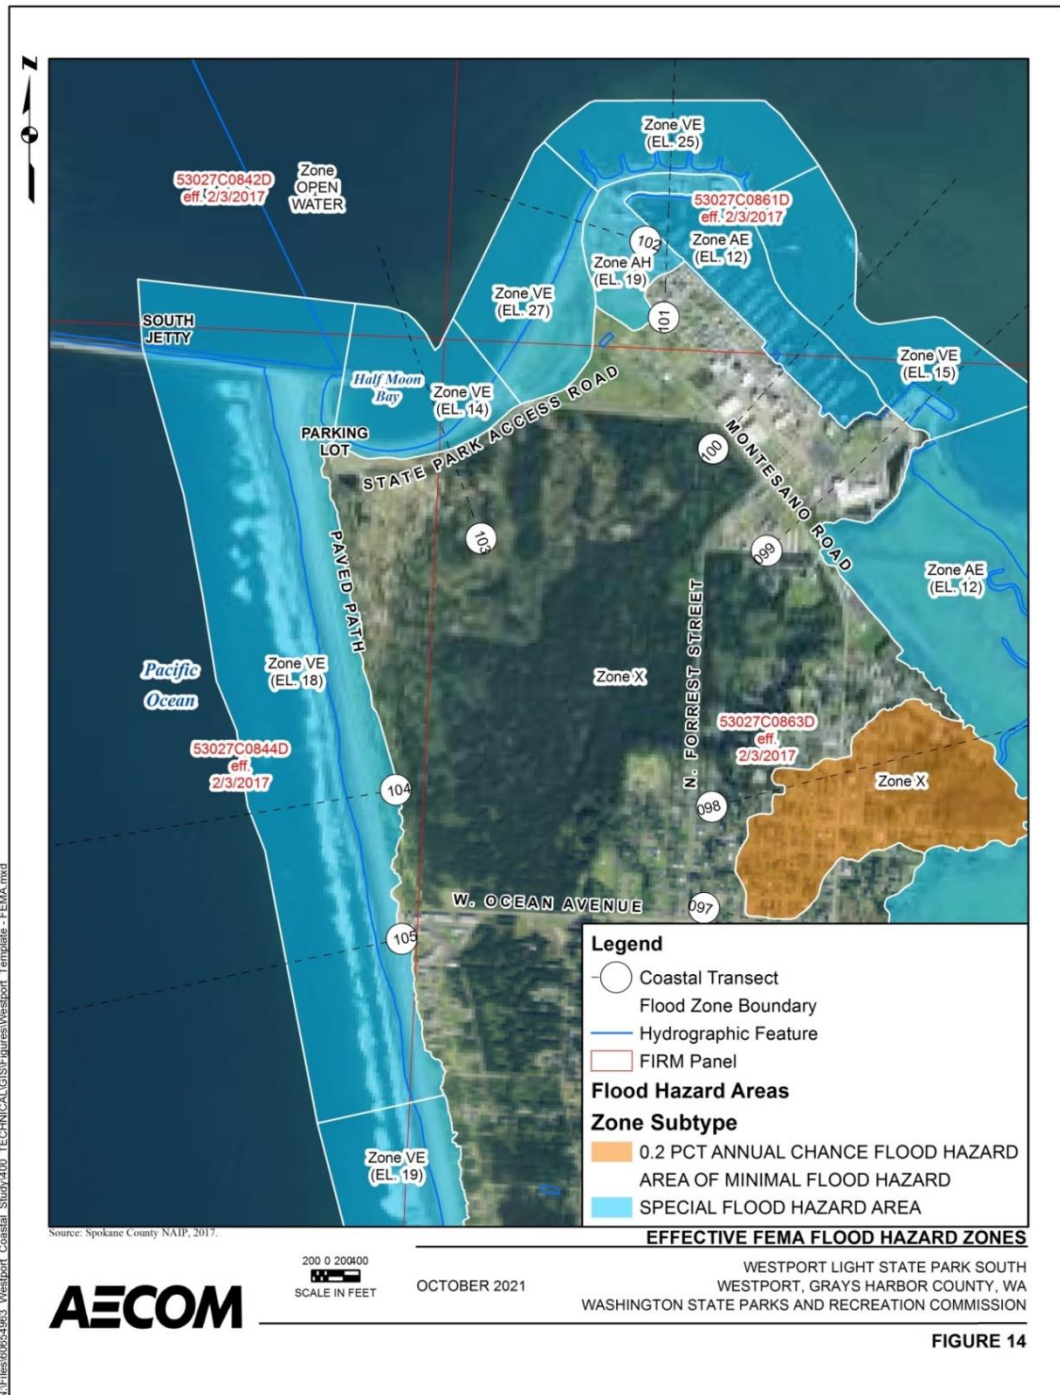 N
Zone VE
(EL. 25)
53027C0842D
eff. 2/3/2017
Zone
OPEN
WATER
53027C0861D
eff. 2/3/2017
102
Zone AE
(EL. 12)
Zone AH
(EL. 19)
Zone VE
(EL. 27)
101
SOUTH
JETTY
Zone VE
(EL. 15)
Half Moon
Bay
Zone VE
(EL. 14)
PARKING
LOT
STATE PARK ACCESS ROAD
MONTESANO ROAD
100
103
099
PAVED PATH
Zone AE
(EL. 12)
N. FORREST STREET
Pacific
Ocean
Zone VE
(EL. 18)
Zone X
53027C0863D
eff.
2/3/2017
53027C0844D
eff.
2/3/2017
Zone X
104
098
W. OCEAN AVENUE
097
105
Zone VE
(EL. 19)
Legend
Coastal Transect
Flood Zone Boundary
Hydrographic Feature
FIRM Panel
Flood Hazard Areas
Zone Subtype
0.2 PCT ANNUAL CHANCE FLOOD HAZARD
AREA OF MINIMAL FLOOD HAZARD
SPECIAL FLOOD HAZARD AREA
Source: Spokane County NAIP, 2017.
EFFECTIVE FEMA FLOOD HAZARD ZONES
AECOM
200 0 200400
SCALE IN FEET
OCTOBER 2021
WESTPORT LIGHT STATE PARK SOUTH
WESTPORT, GRAYS HARBOR COUNTY, WA
WASHINGTON STATE PARKS AND RECREATION COMMISSION
FIGURE 14